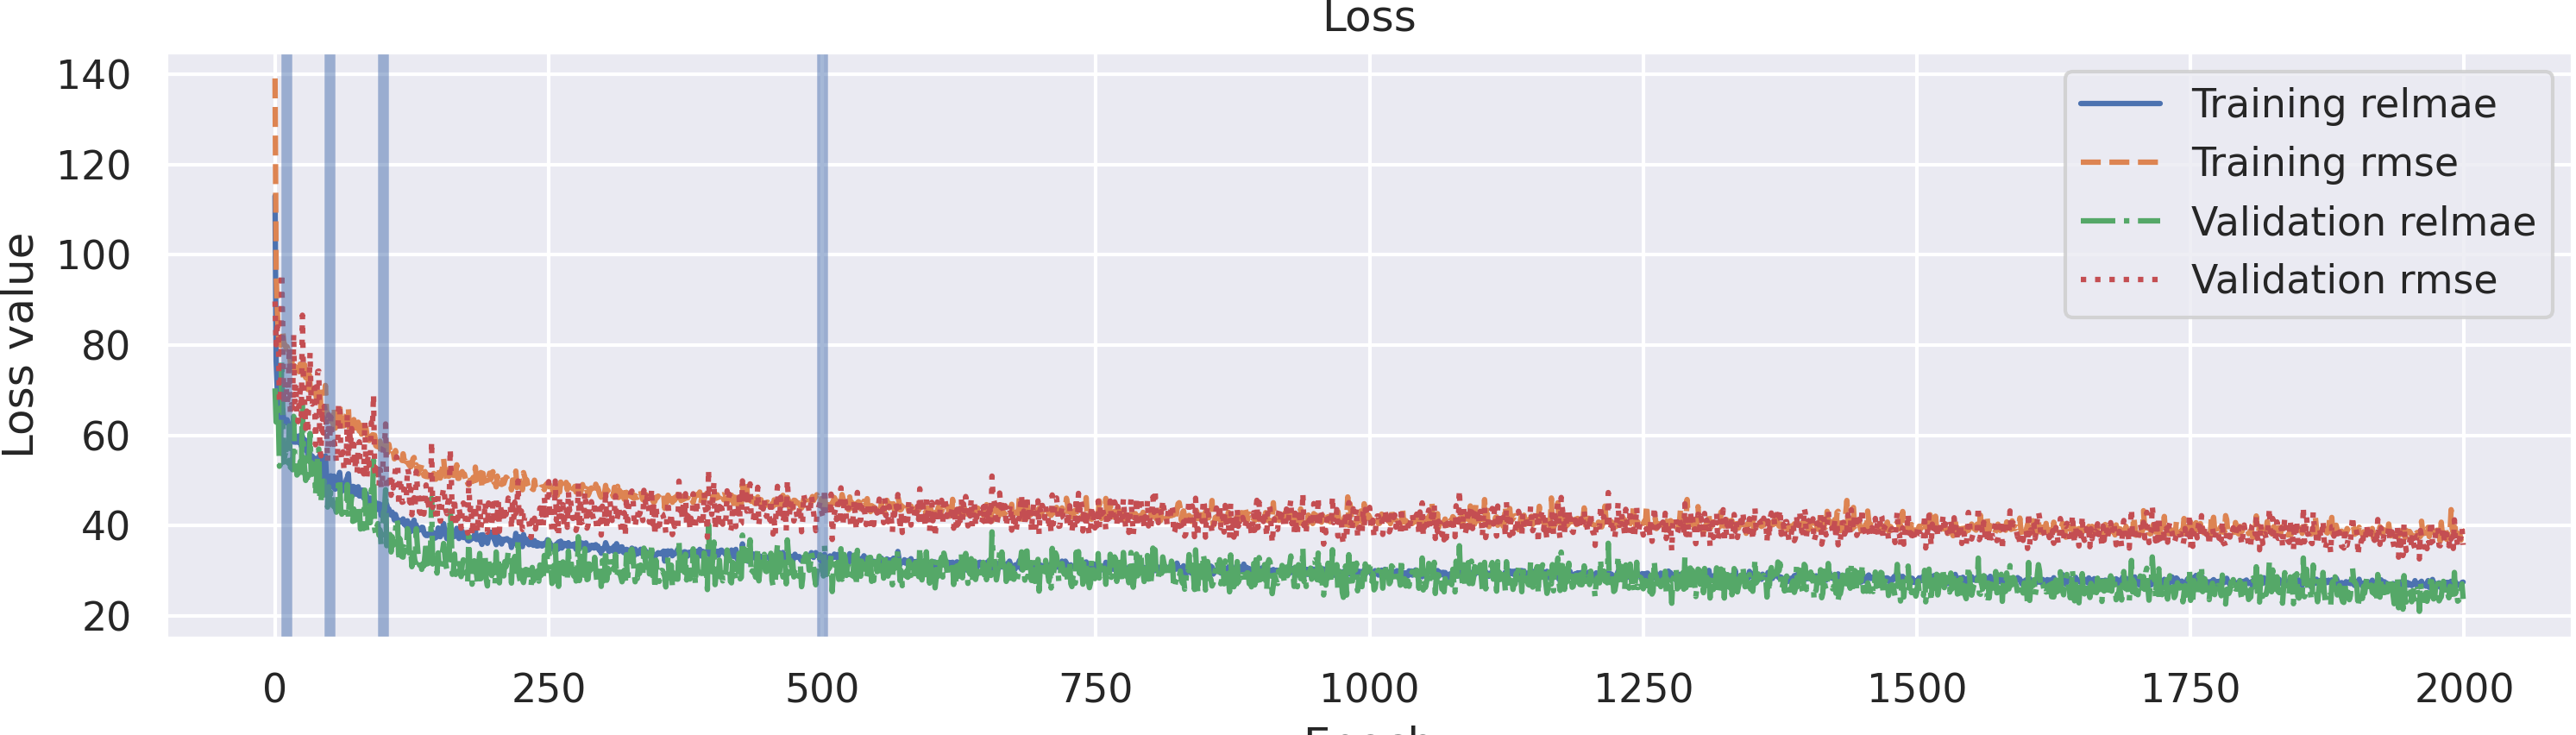 Loss
140
120
100
80
60
40
20
Loss value
Training relmae
Training rmse
Validation relmae
Validation rmse
0 250 500 750 1000 1250 1500 1750 2000
Epoch